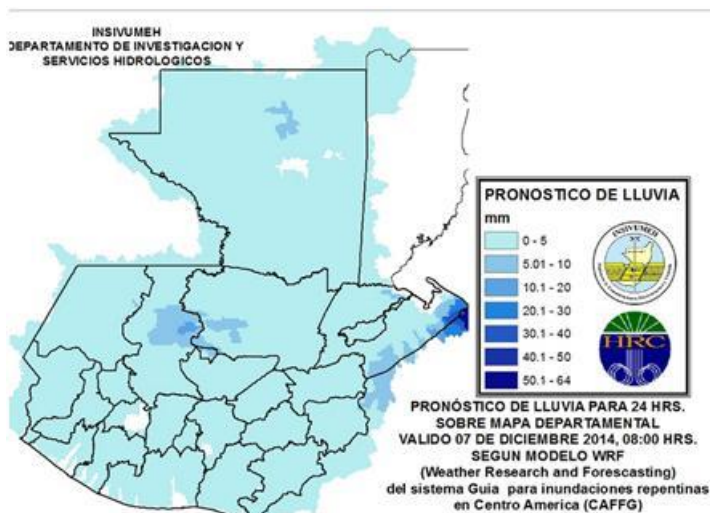 INSIVUMEH
DEPARTAMENTO DE INVESTIGACION Y
SERVICIOS HIDROLOGICOS
PRONOSTICO DE LLUVIA
mm
0 - 5
5.01 - 10
10.1 - 20
20.1 - 30
30.1 - 40
40.1 - 50
50.1 - 64
INSIVUMEH
HRC
PRONÓSTICO DE LLUVIA PARA 24 HRS.
SOBRE MAPA DEPARTAMENTAL
VALIDO 07 DE DICIEMBRE 2014, 08:00 HRS.
SEGUN MODELO WRF
(Weather Research and Forescasting)
del sistema Guia para inundaciones repentinas
en Centro America (CAFFG)